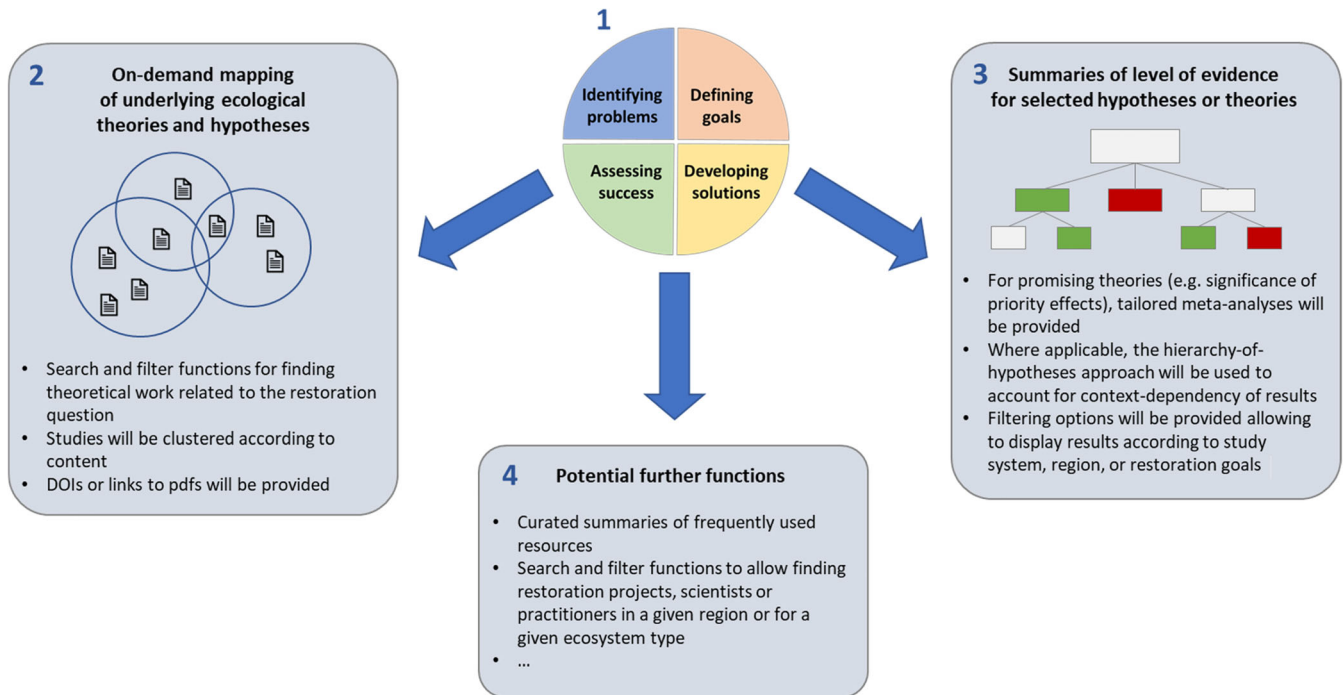 1
Identifying
problems
Defining
goals
Assessing
success
Developing
solutions
2
On-demand mapping
of underlying ecological
theories and hypotheses
• Search and filter functions for finding
theoretical work related to the restoration
question
• Studies will be clustered according to
content
• DOIs or links to pdfs will be provided
3
Summaries of level of evidence
for selected hypotheses or theories
• For promising theories (e.g. significance of
priority effects), tailored meta-analyses will
be provided
• Where applicable, the hierarchy-of-
hypotheses approach will be used to
account for context-dependency of results
• Filtering options will be provided allowing
to display results according to study
system, region, or restoration goals
4
Potential further functions
• Curated summaries of frequently used
resources
• Search and filter functions to allow finding
restoration projects, scientists or
practitioners in a given region or for a
given ecosystem type
• ...